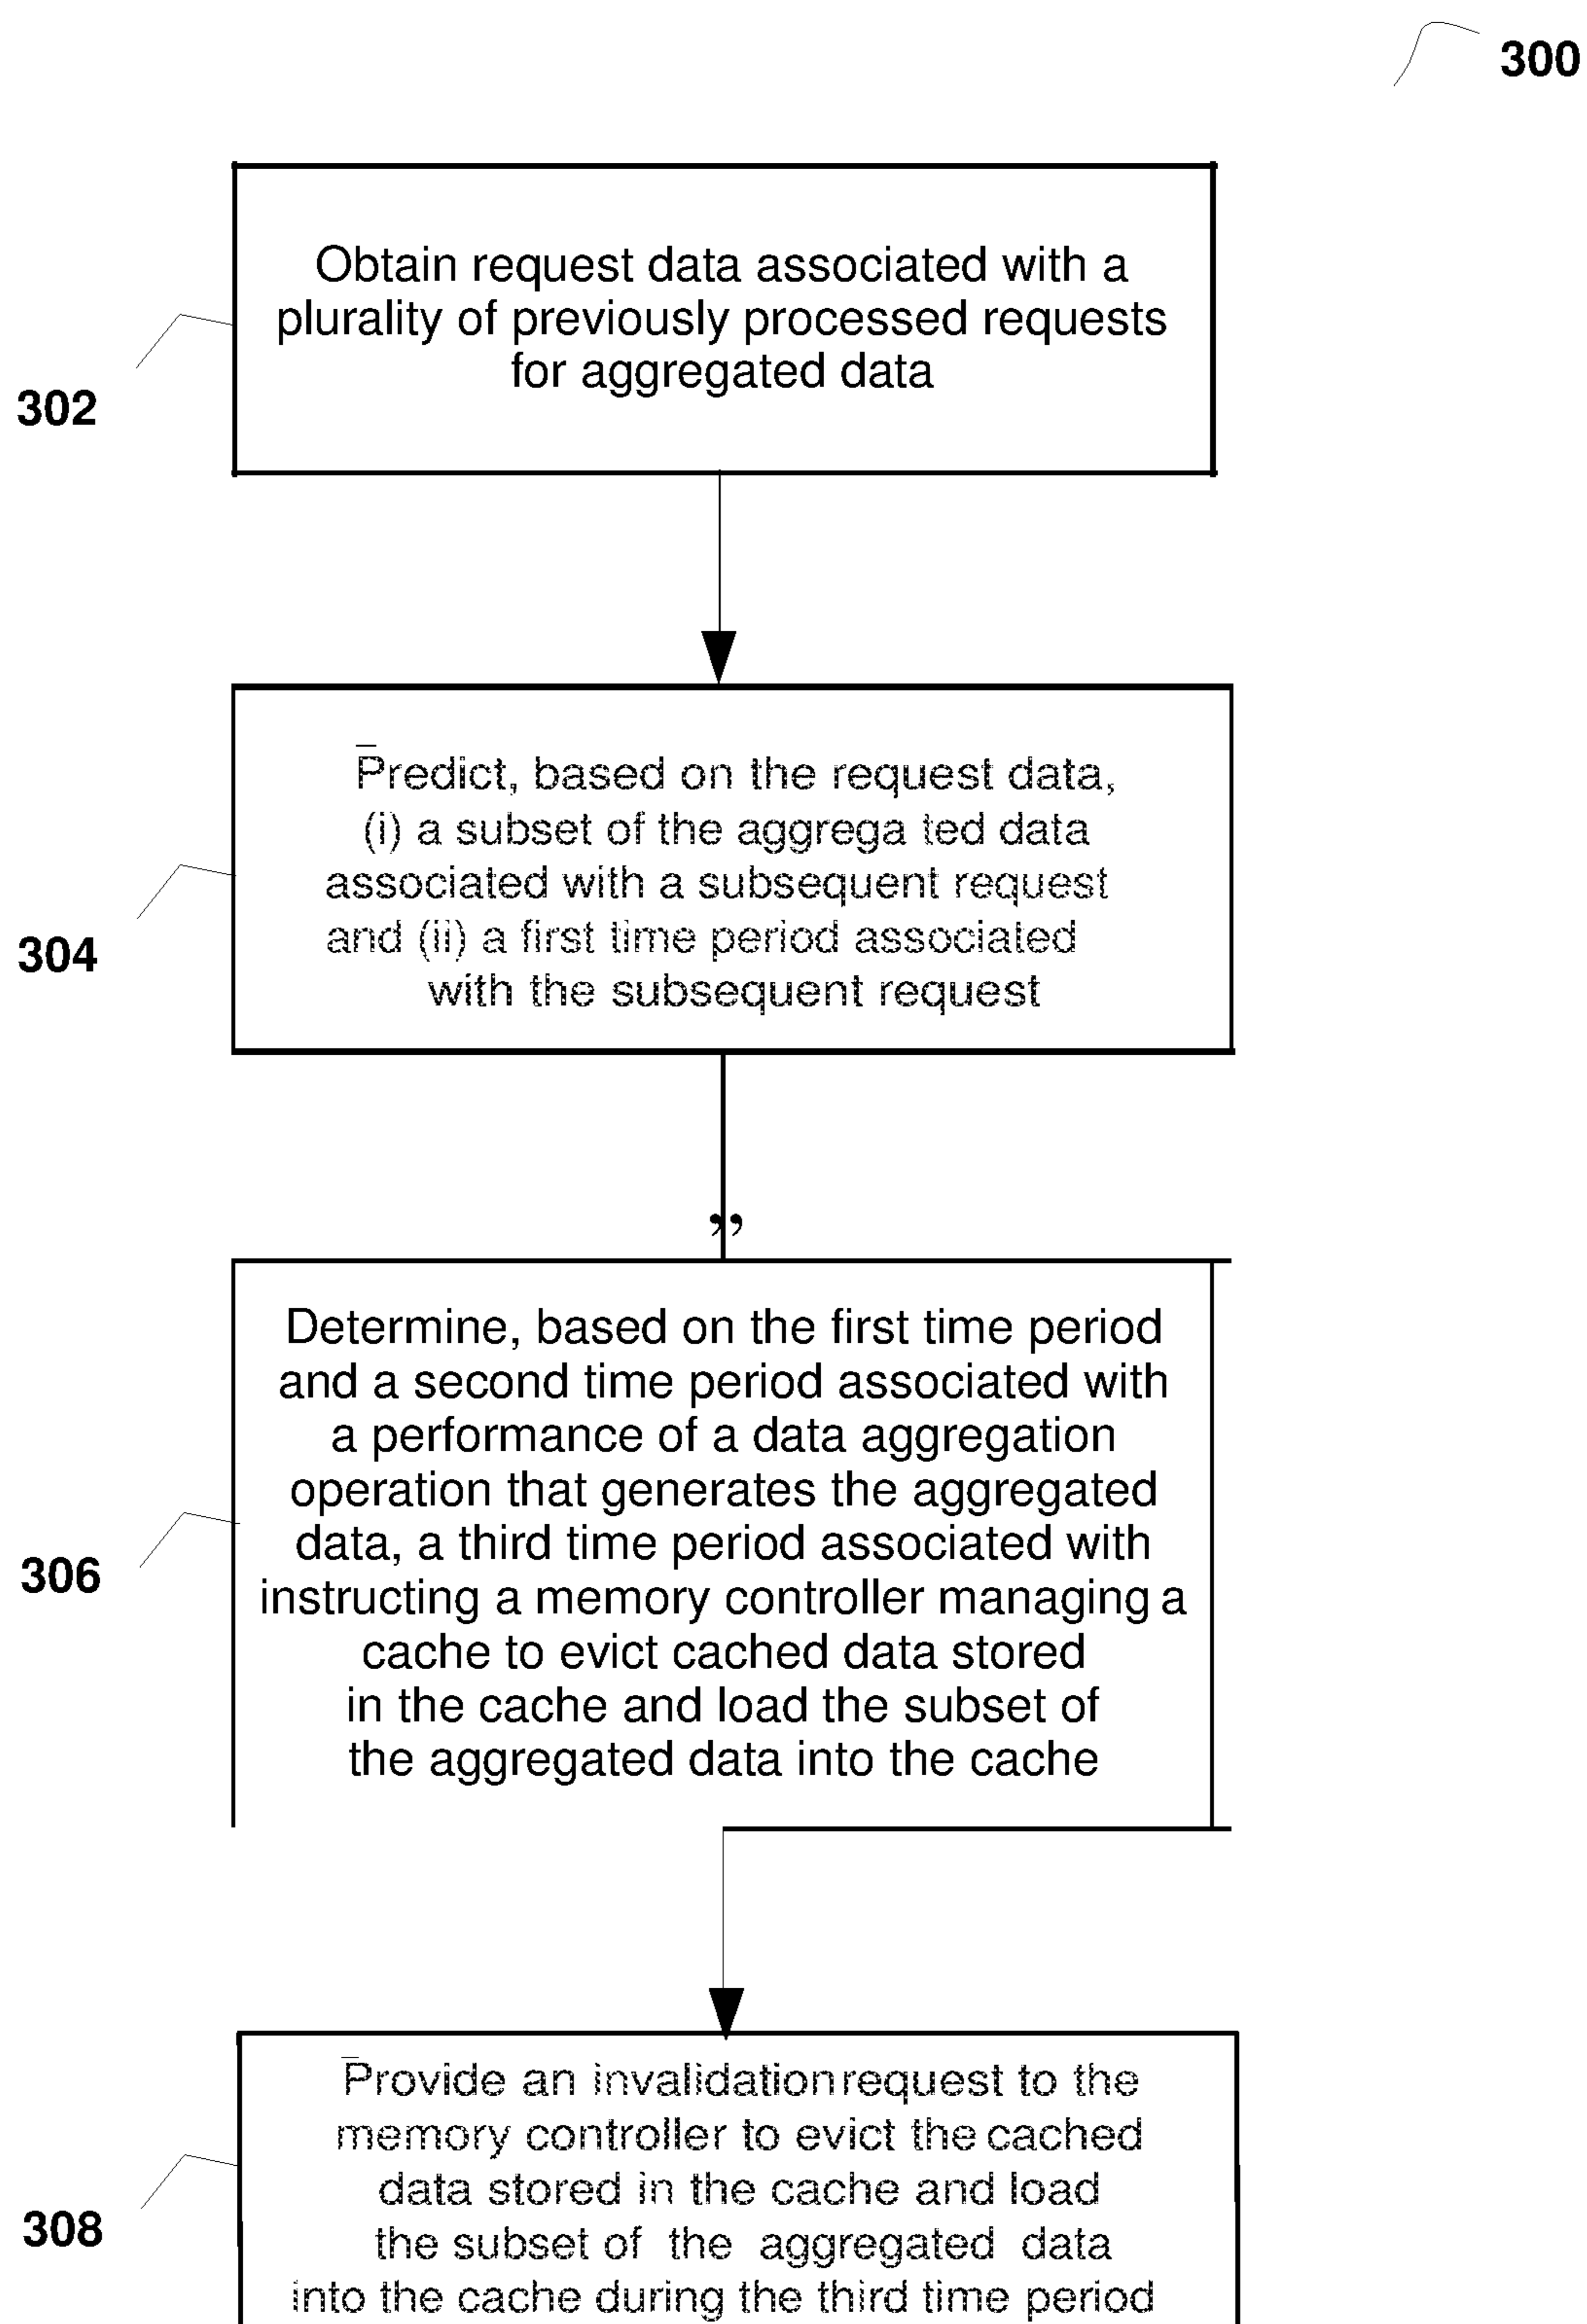 300
Obtain request data associated with a
plurality of previously processed requests
for aggregated data
302
Predict, based on the request data,
(i) a subset of the aggrega ted data
associated with a subsequent request
and (ii) a first time period associated
with the subsequent request
304
”
Determine, based on the first time period
and a second time period associated with
a performance of a data aggregation
operation that generates the aggregated
data, a third time period associated with
instructing a memory controller managing a
cache to evict cached data stored
in the cache and load the subset of
the aggregated data into the cache
306
Provide an invalidation request to the
memory controller to evict the cached
data stored in the cache and load
the subset of the aggregated data
into the cache during the third time period
308